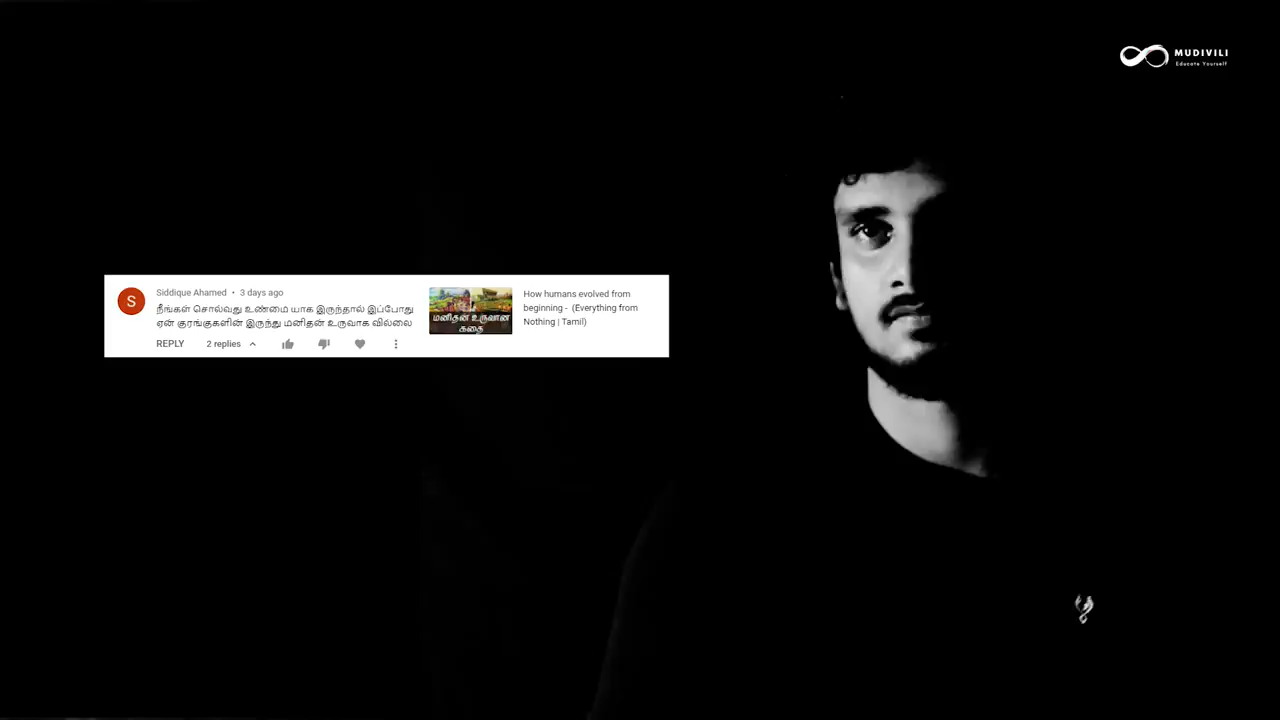 MUDIVILI
Educate Yourself
Siddique Ahamed • 3 days ago
நீங்கள் சொல்வது உண்மை யாக இருந்தால் இப்போது
ஏன் குரங்குகளின் இருந்து மனிதன் உருவாக வில்லை
REPLY 2 replies
மனிதன் உருவான
கதை
How humans evolved from
beginning - (Everything from
Nothing | Tamil)